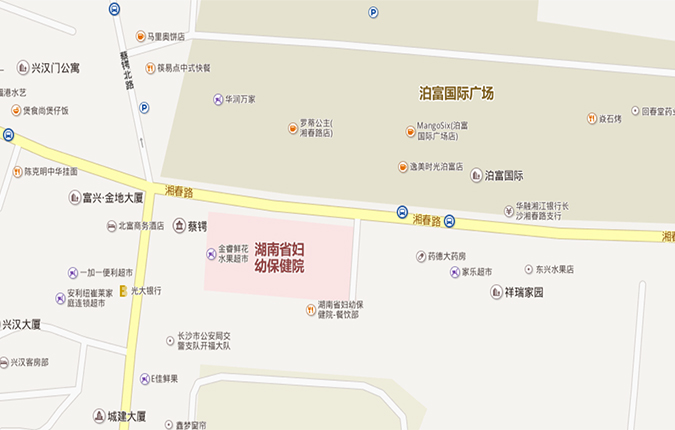 P
马里奥饼店
兴汉门公寓
筷易点中式快餐
蔡锷北路
福港水艺
煲食尚煲仔饭
P
华润万家
泊富国际广场
罗蒂公主(
湘春路店)
MangoSix(泊富
国际广场店)
焱石烤
回春堂药业
陈克明中华挂面
逸美时光泊富店
泊富国际
富兴·金地大厦
湘春路
湘春路
华融湘江银行长
沙湘春路支行
湘春
北富商务酒店
蔡锷
金睿鲜花
水果超市
湖南省妇
幼保健院
药德大药房
家乐超市
东兴水果店
一加一便利超市
安利纽崔莱家
庭连锁超市
光大银行
祥瑞家园
湖南省妇幼保
健院-餐饮部
兴汉大厦
长沙市公安局交
警支队开福大队
兴汉客房部
E佳鲜果
城建大厦
鑫梦窗帘